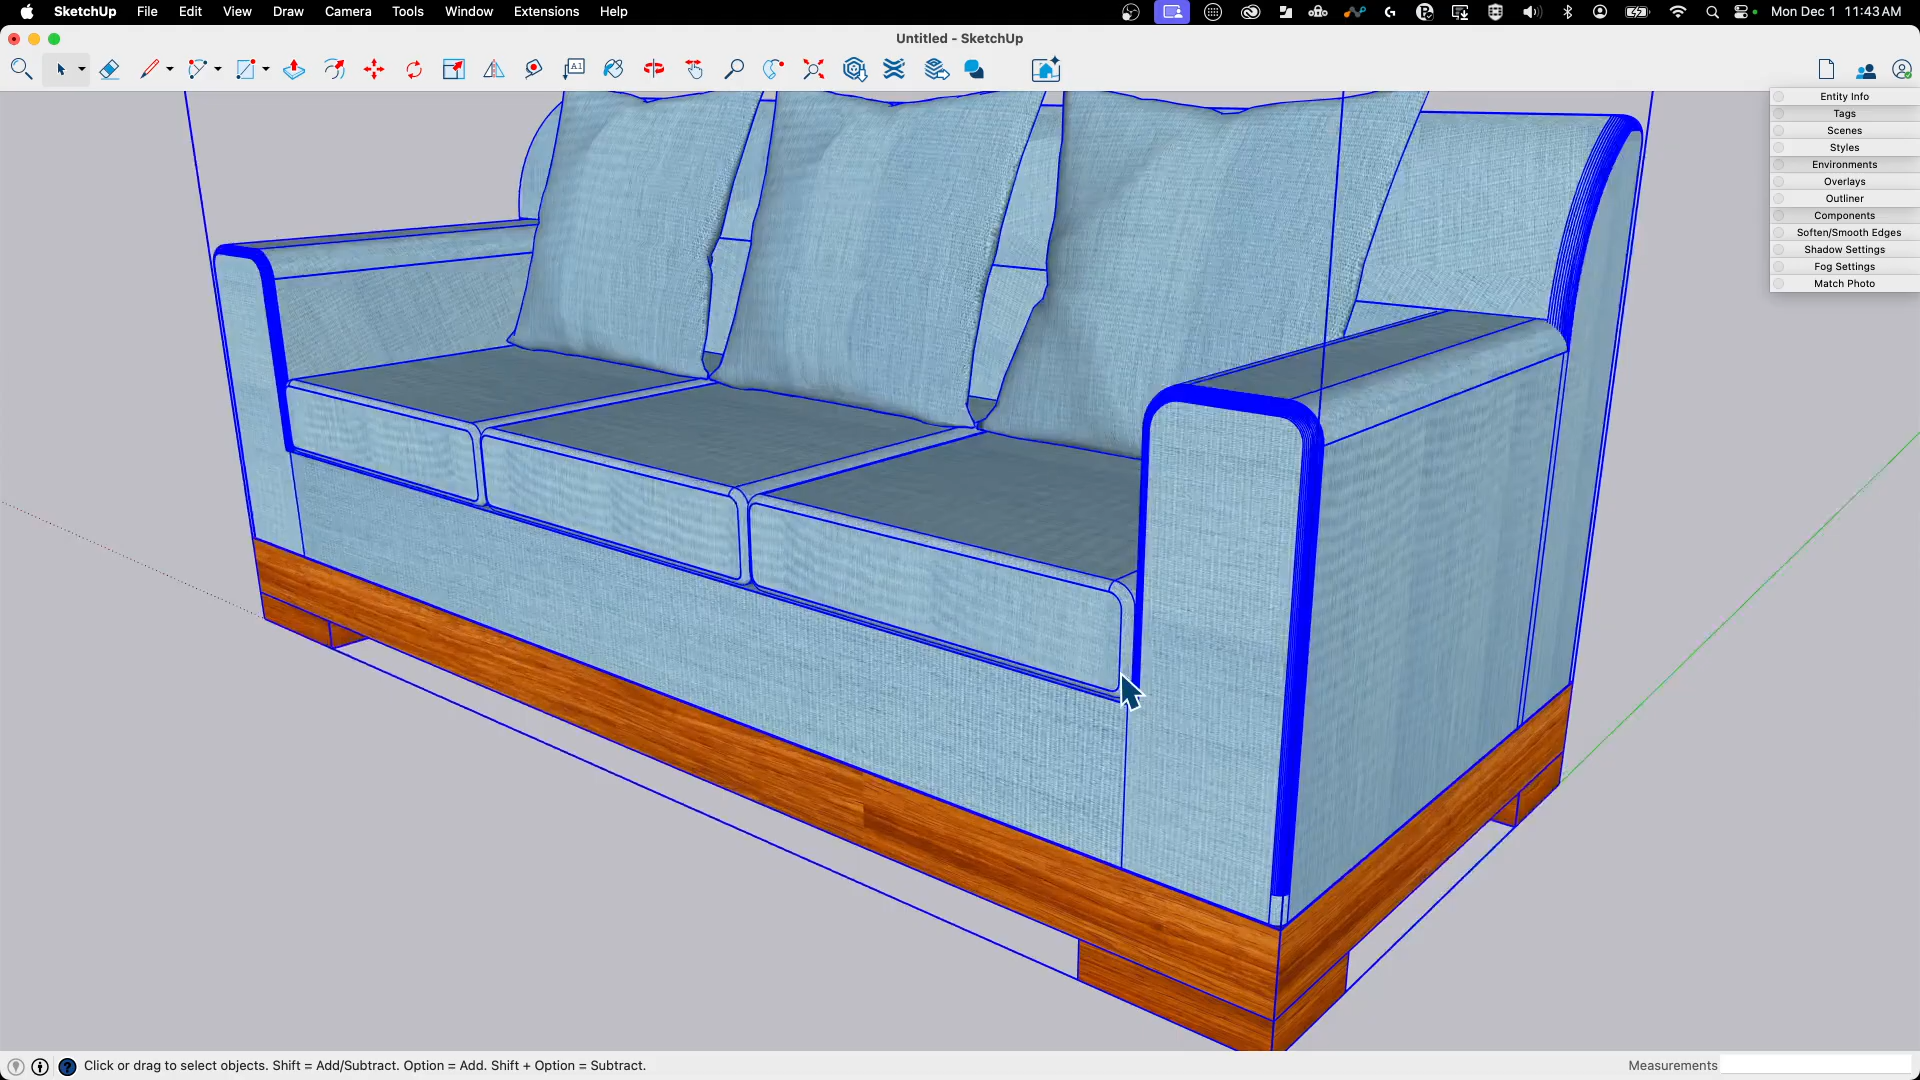 SketchUp File Edit View Draw Camera Tools Window Extensions Help Mon Dec 1 11:43 AM
Untitled - SketchUp
A1
Entity Info
Tags
Scenes
Styles
Environments
Overlays
Outliner
Components
Soften/Smooth Edges
Shadow Settings
Fog Settings
Match Photo
Click or drag to select objects. Shift = Add/Subtract. Option = Add. Shift + Option = Subtract. Measurements